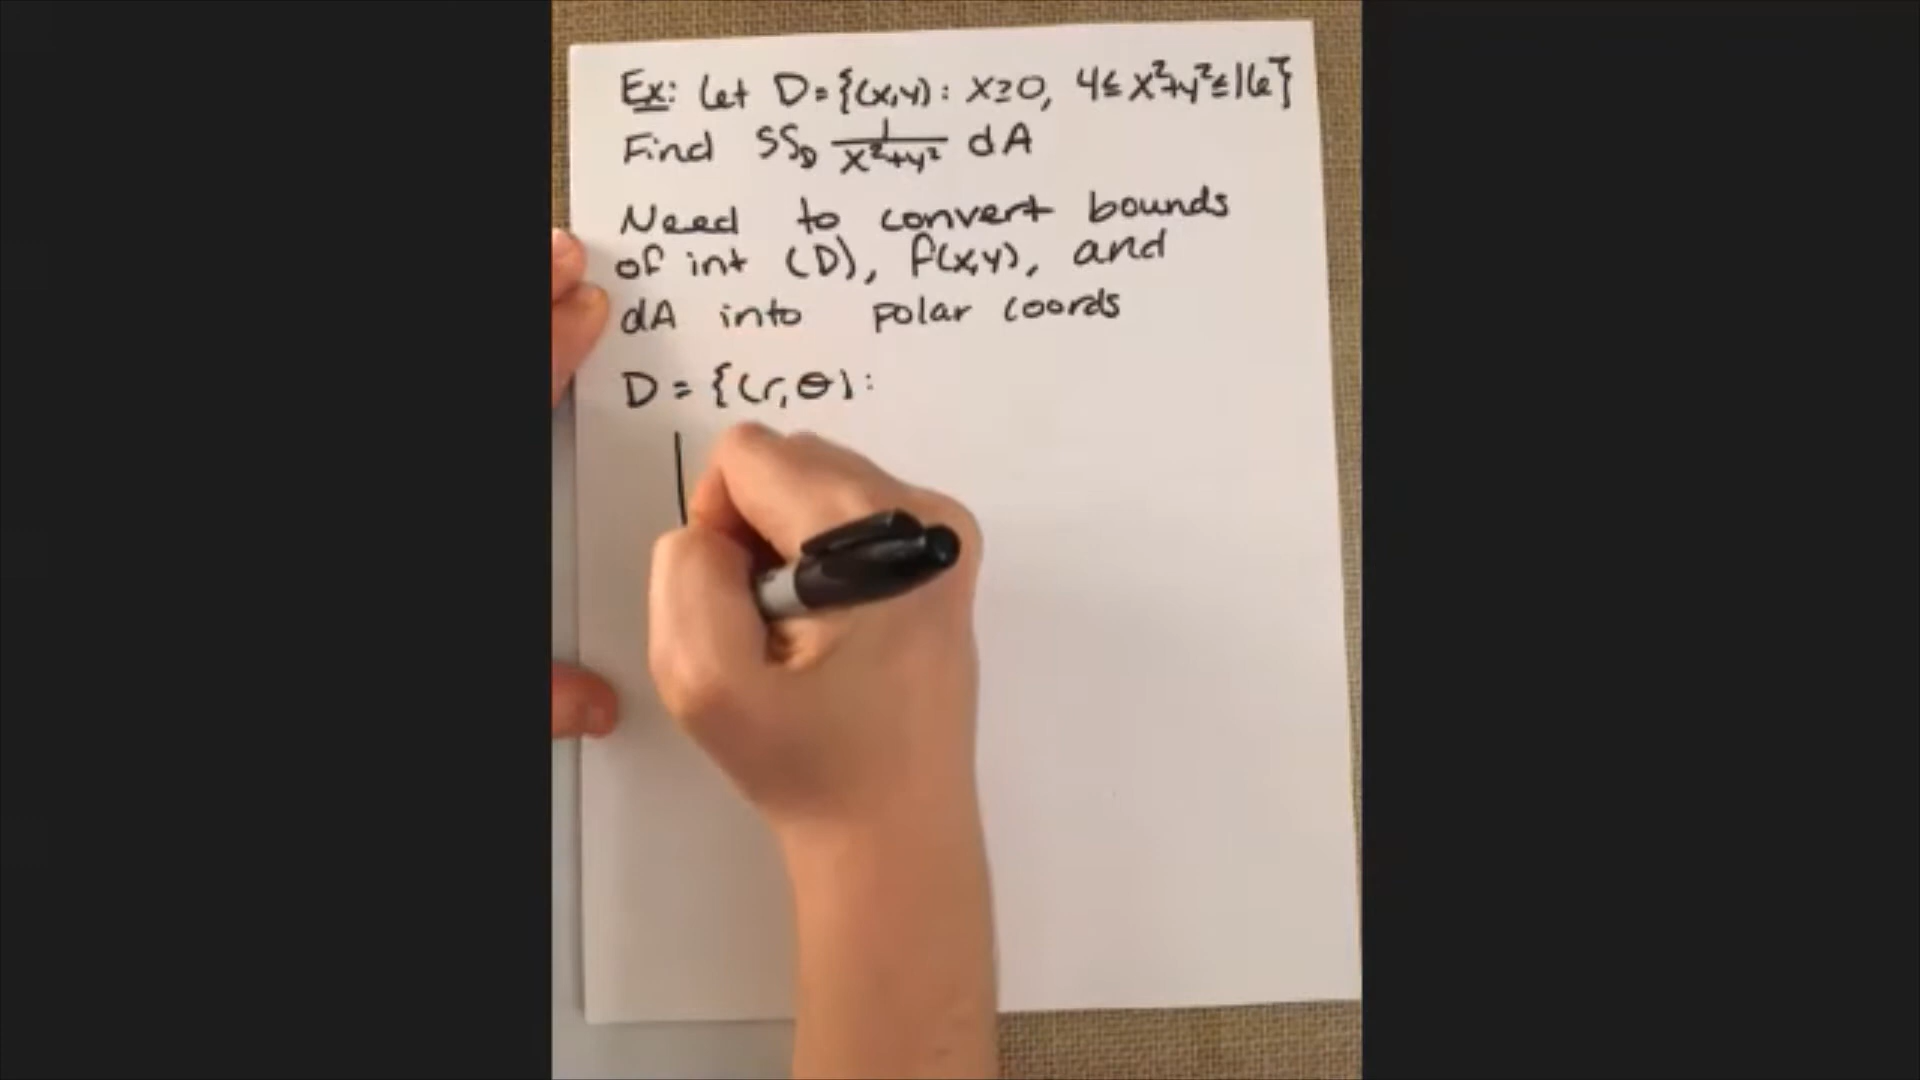 Ex: Let D={(x,y): x≥0, 4≤x²+y²≤16}
Find SS_D 1/(x²+y²) dA
Need to convert bounds
of int (D), f(x,y), and
dA into polar coords
D = {(r,θ):